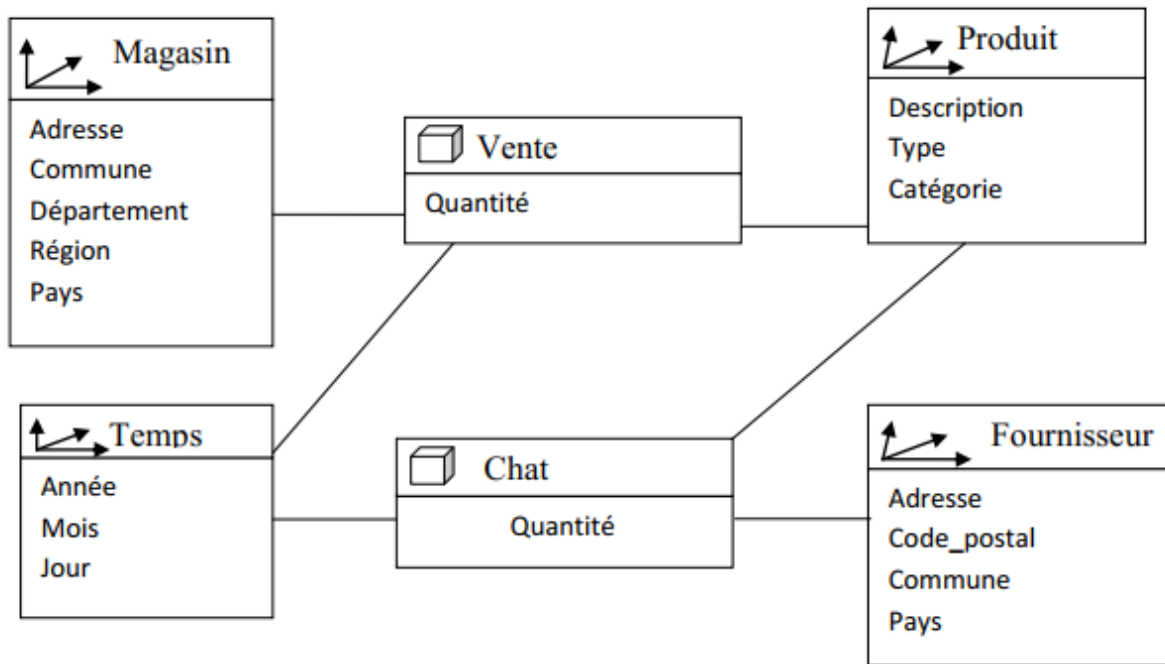 Magasin
Adresse
Commune
Département
Région
Pays
Vente
Quantité
Produit
Description
Type
Catégorie
Temps
Année
Mois
Jour
Chat
Quantité
Fournisseur
Adresse
Code_postal
Commune
Pays